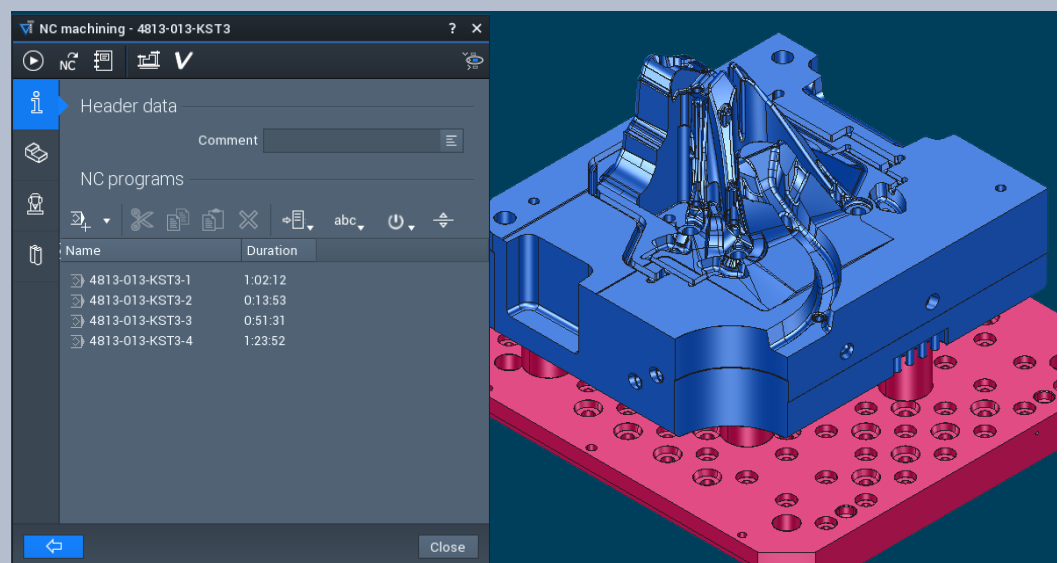 NC machining - 4813-013-KST3
? ×
NC
V
i
Header data
Comment
NC programs
abc
Name Duration
4813-013-KST3-1 1:02:12
4813-013-KST3-2 0:13:53
4813-013-KST3-3 0:51:31
4813-013-KST3-4 1:23:52
Close